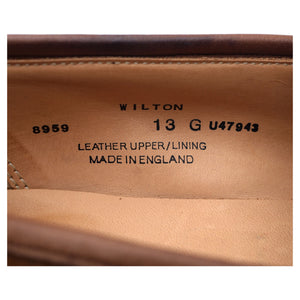 WILTON
8959 13 G U47943
LEATHER UPPER/LINING
MADE IN ENGLAND